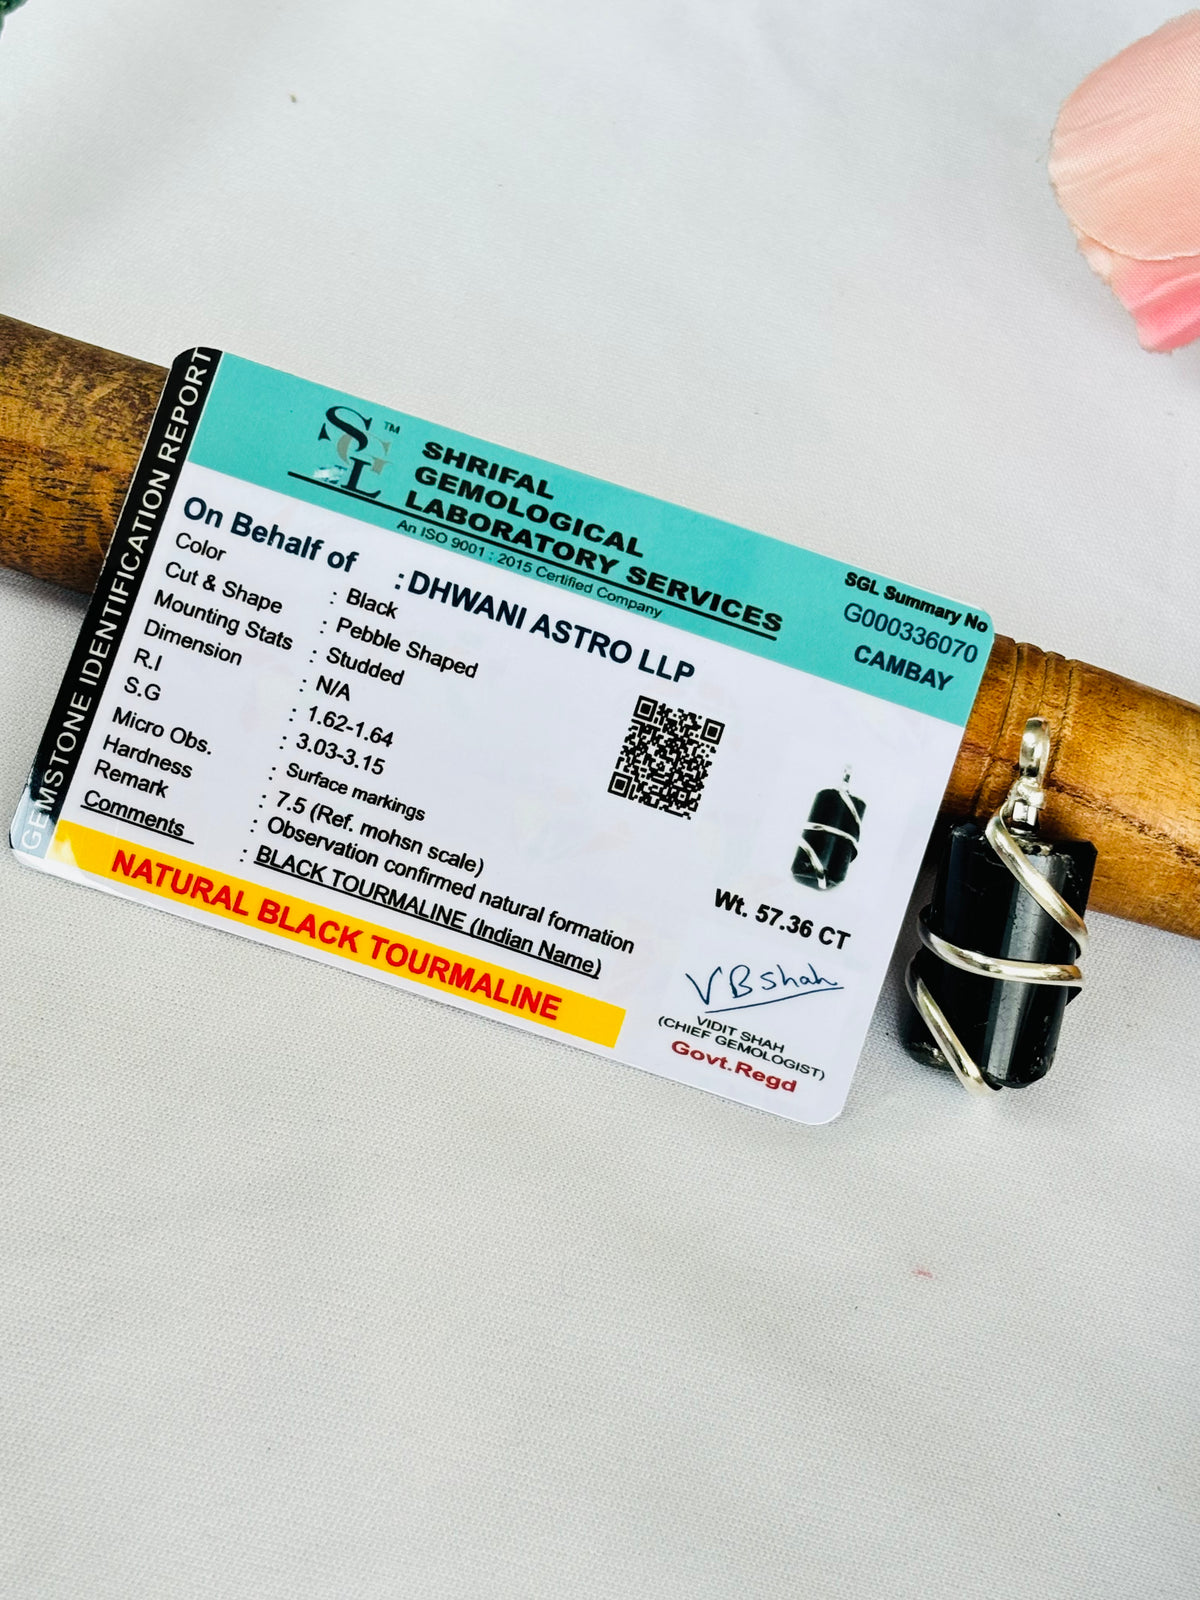 GEMSTONE IDENTIFICATION REPORT
SGL
TM
SHRIFAL
GEMOLOGICAL
LABORATORY SERVICES
An ISO 9001 : 2015 Certified Company
SGL Summary No
G000336070
CAMBAY
On Behalf of : DHWANI ASTRO LLP
Color : Black
Cut & Shape : Pebble Shaped
Mounting Stats : Studded
Dimension : N/A
R.I : 1.62-1.64
S.G : 3.03-3.15
Micro Obs. : Surface markings
Hardness : 7.5 (Ref. mohsn scale)
Remark : Observation confirmed natural formation
Comments : BLACK TOURMALINE (Indian Name)
NATURAL BLACK TOURMALINE
Wt. 57.36 CT
VBShah
VIDIT SHAH
(CHIEF GEMOLOGIST)
Govt.Regd